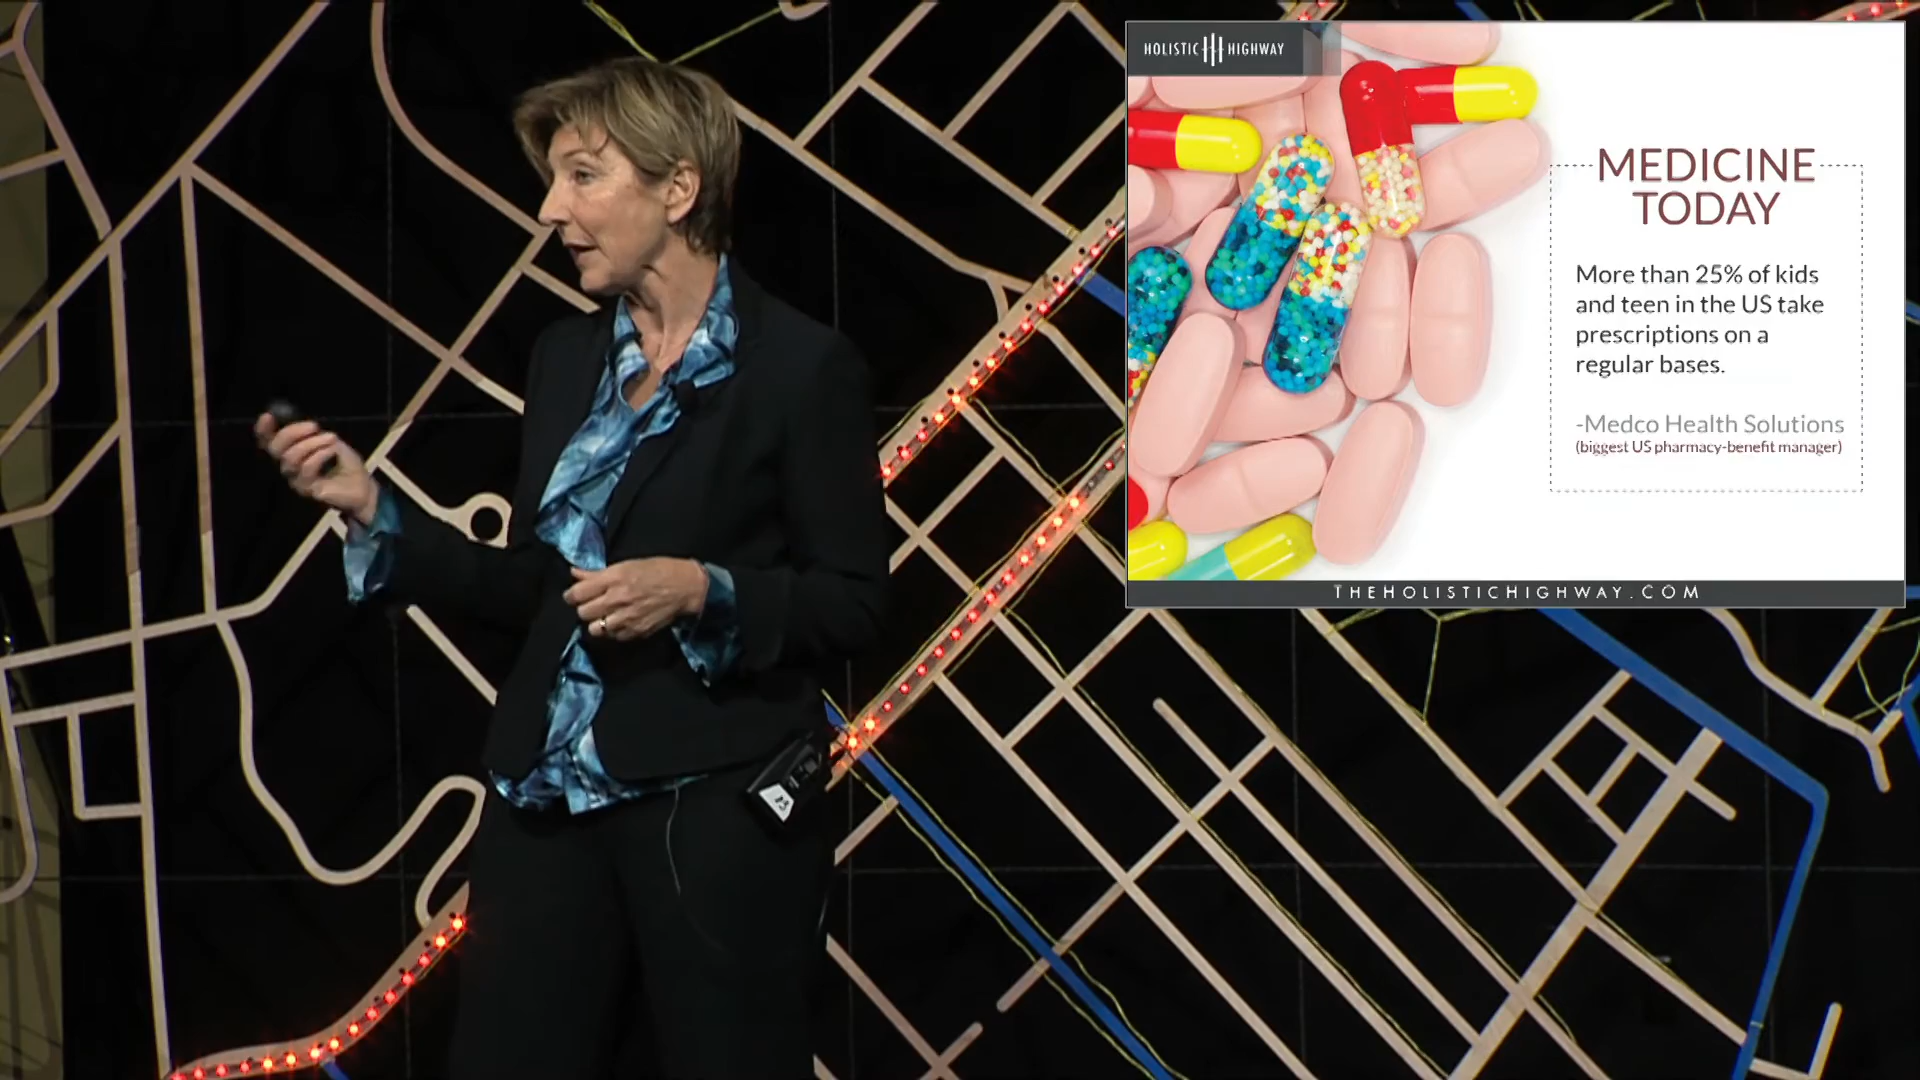 HOLISTIC HIGHWAY
MEDICINE
TODAY
More than 25% of kids
and teen in the US take
prescriptions on a
regular bases.
-Medco Health Solutions
(biggest US pharmacy-benefit manager)
THEHOLISTICHIGHWAY.COM